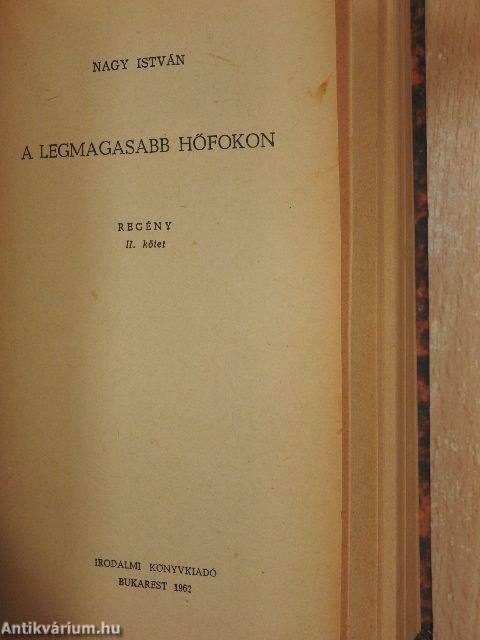 NAGY ISTVÁN
A LEGMAGASABB HŐFOKON
REGÉNY
II. kötet
IRODALMI KÖNYVKIADÓ
BUKAREST 1962
Antikvárium.hu